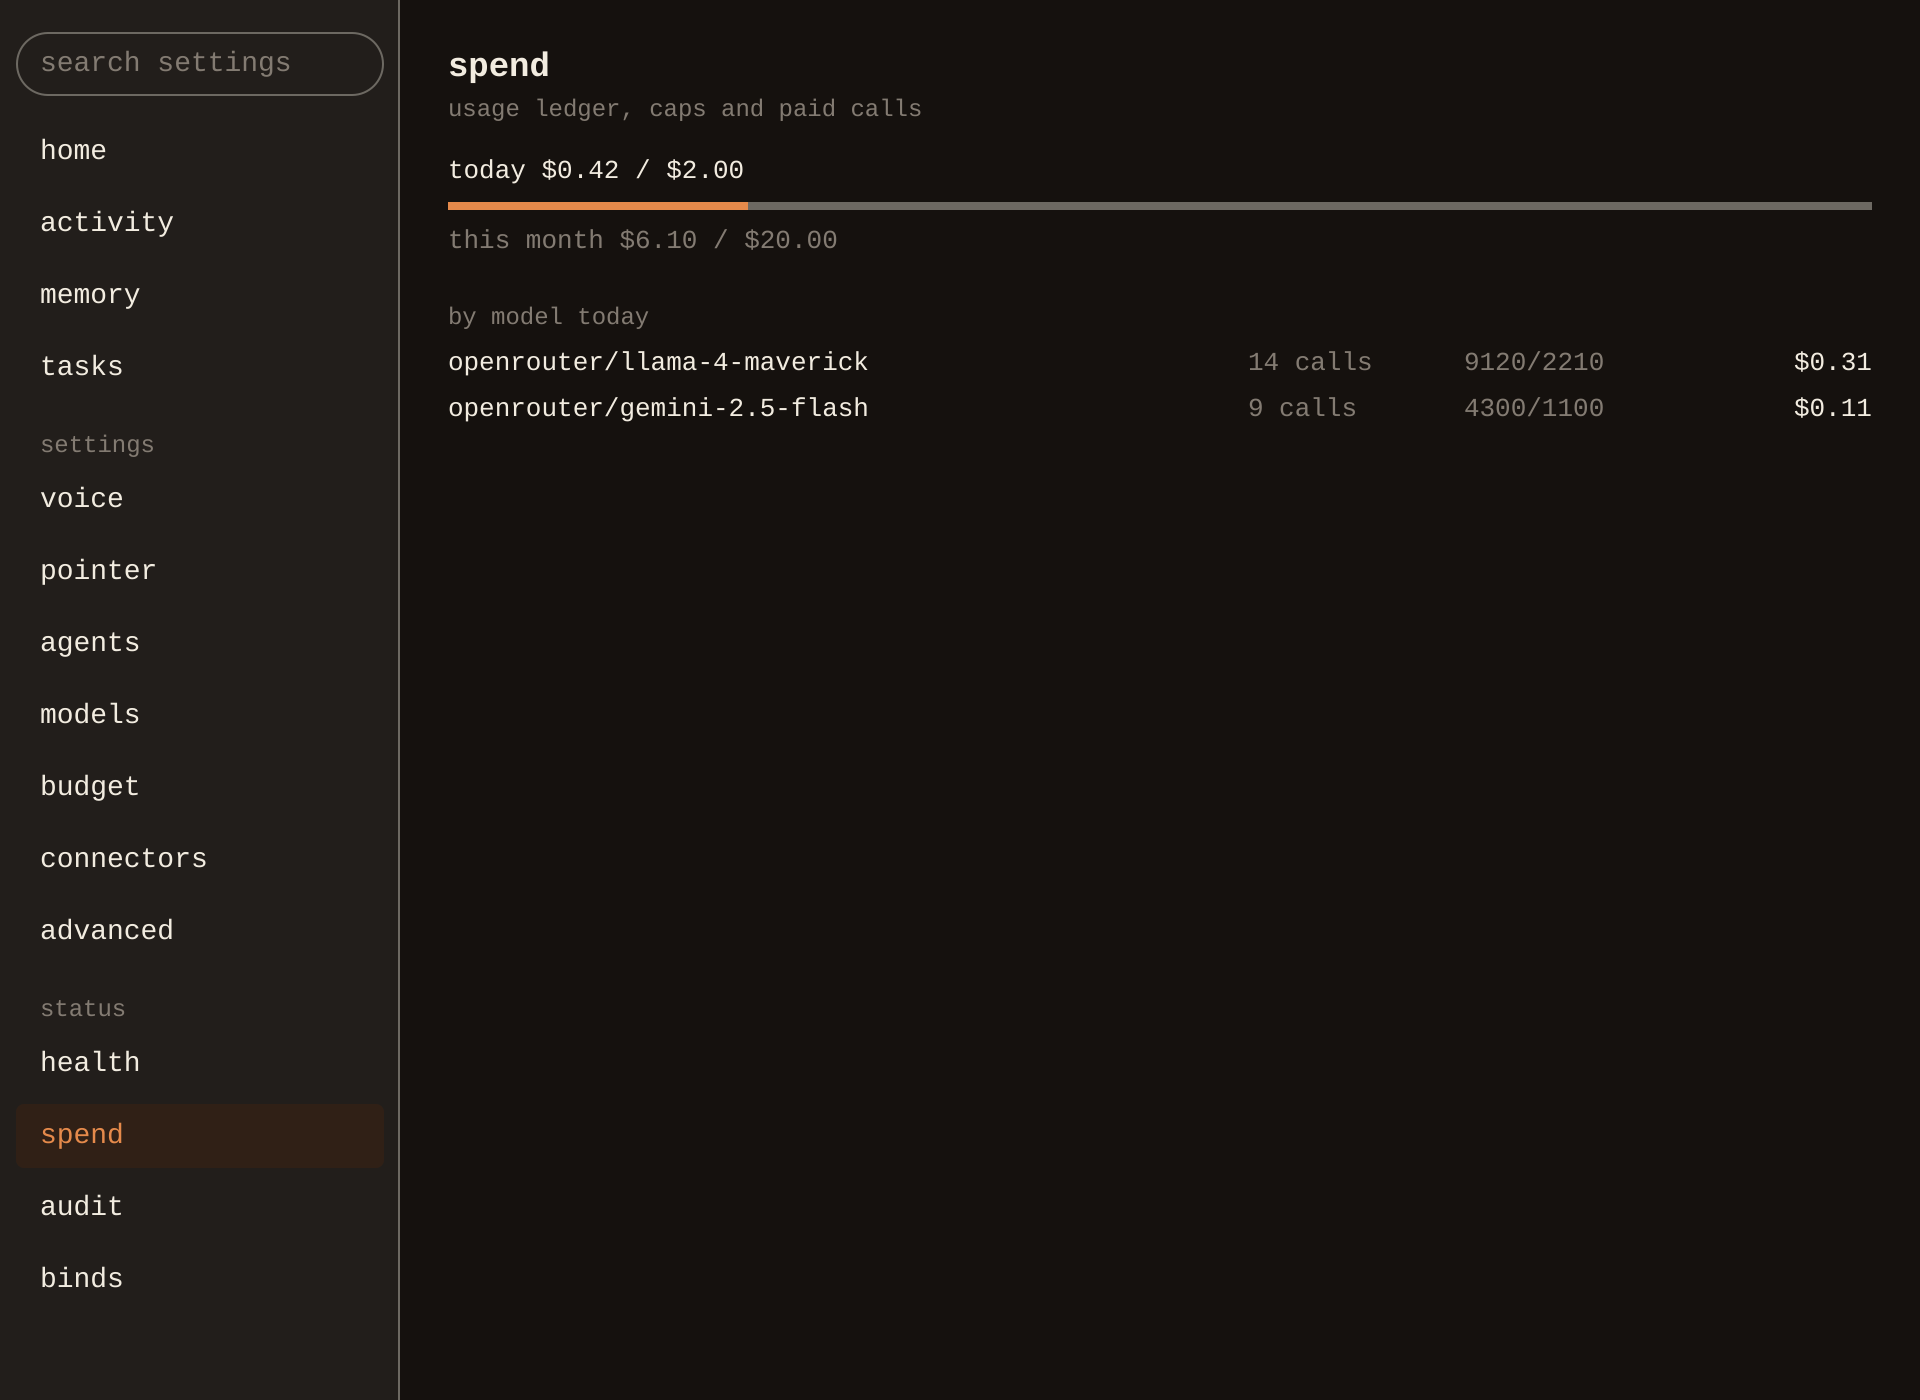 search settings
home
activity
memory
tasks
settings
voice
pointer
agents
models
budget
connectors
advanced
status
health
spend
audit
binds
spend
usage ledger, caps and paid calls
today $0.42 / $2.00
this month $6.10 / $20.00
by model today
openrouter/llama-4-maverick 14 calls 9120/2210 $0.31
openrouter/gemini-2.5-flash 9 calls 4300/1100 $0.11